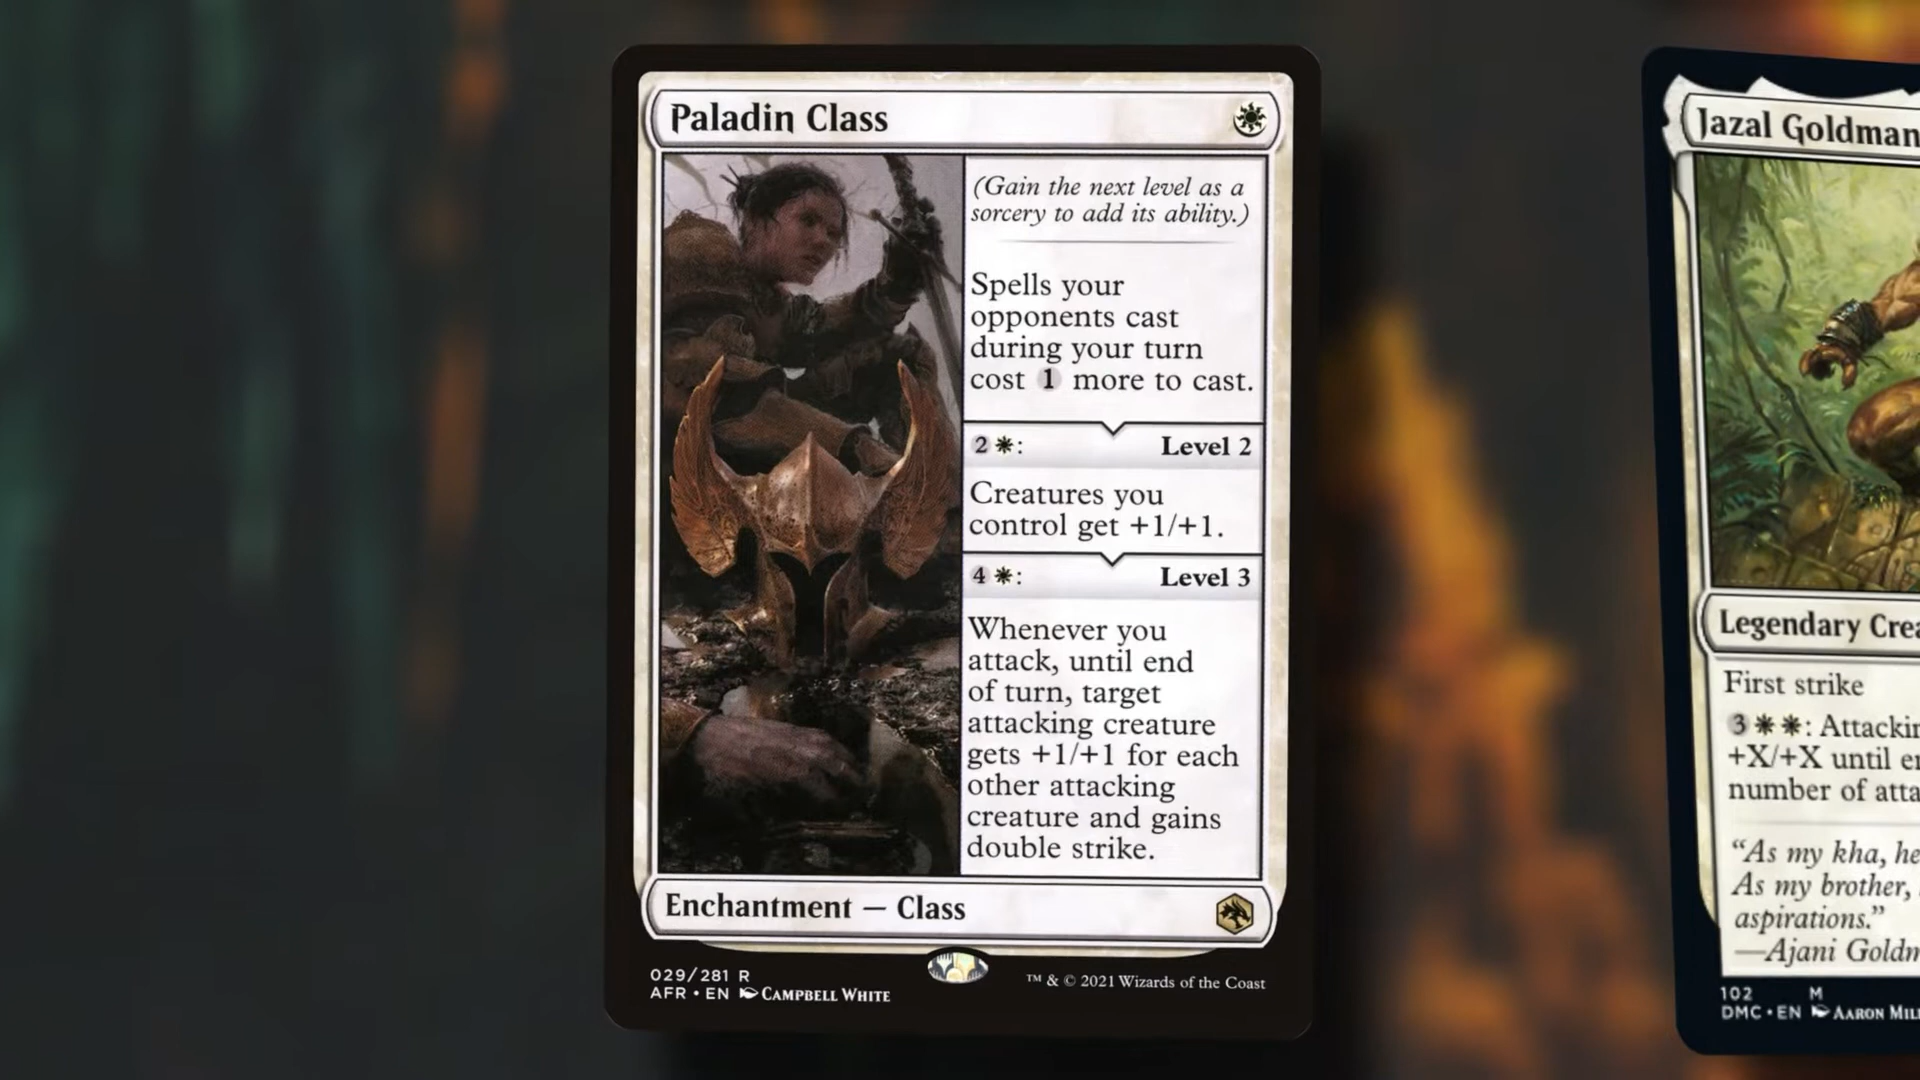 Paladin Class
(Gain the next level as a
sorcery to add its ability.)
Spells your
opponents cast
during your turn
cost 1 more to cast.
2 : Level 2
Creatures you
control get +1/+1.
4 : Level 3
Whenever you
attack, until end
of turn, target
attacking creature
gets +1/+1 for each
other attacking
creature and gains
double strike.
Enchantment — Class
029/281 R
AFR • EN CAMPBELL WHITE
™ & © 2021 Wizards of the Coast
Jazal Goldman
Legendary Crea
First strike
3 : Attackin
+X/+X until en
number of atta
“As my kha, he
As my brother,
aspirations.”
—Ajani Goldm
102 M
DMC • EN AARON MIL